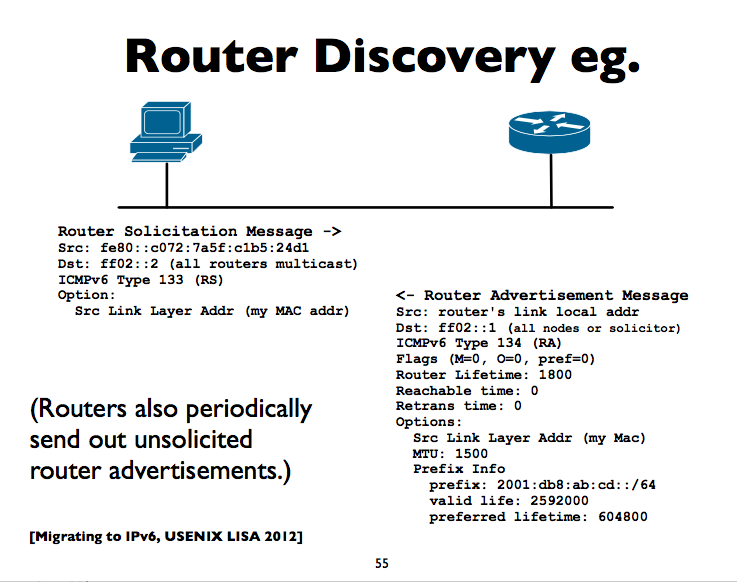 Router Discovery eg.
Router Solicitation Message ->
Src: fe80::c072:7a5f:c1b5:24d1
Dst: ff02::2 (all routers multicast)
ICMPv6 Type 133 (RS)
Option:
Src Link Layer Addr (my MAC addr)
<- Router Advertisement Message
Src: router's link local addr
Dst: ff02::1 (all nodes or solicitor)
ICMPv6 Type 134 (RA)
Flags (M=0, O=0, pref=0)
Router Lifetime: 1800
Reachable time: 0
Retrans time: 0
Options:
Src Link Layer Addr (my Mac)
MTU: 1500
Prefix Info
prefix: 2001:db8:ab:cd::/64
valid life: 2592000
preferred lifetime: 604800
(Routers also periodically
send out unsolicited
router advertisements.)
[Migrating to IPv6, USENIX LISA 2012]
55